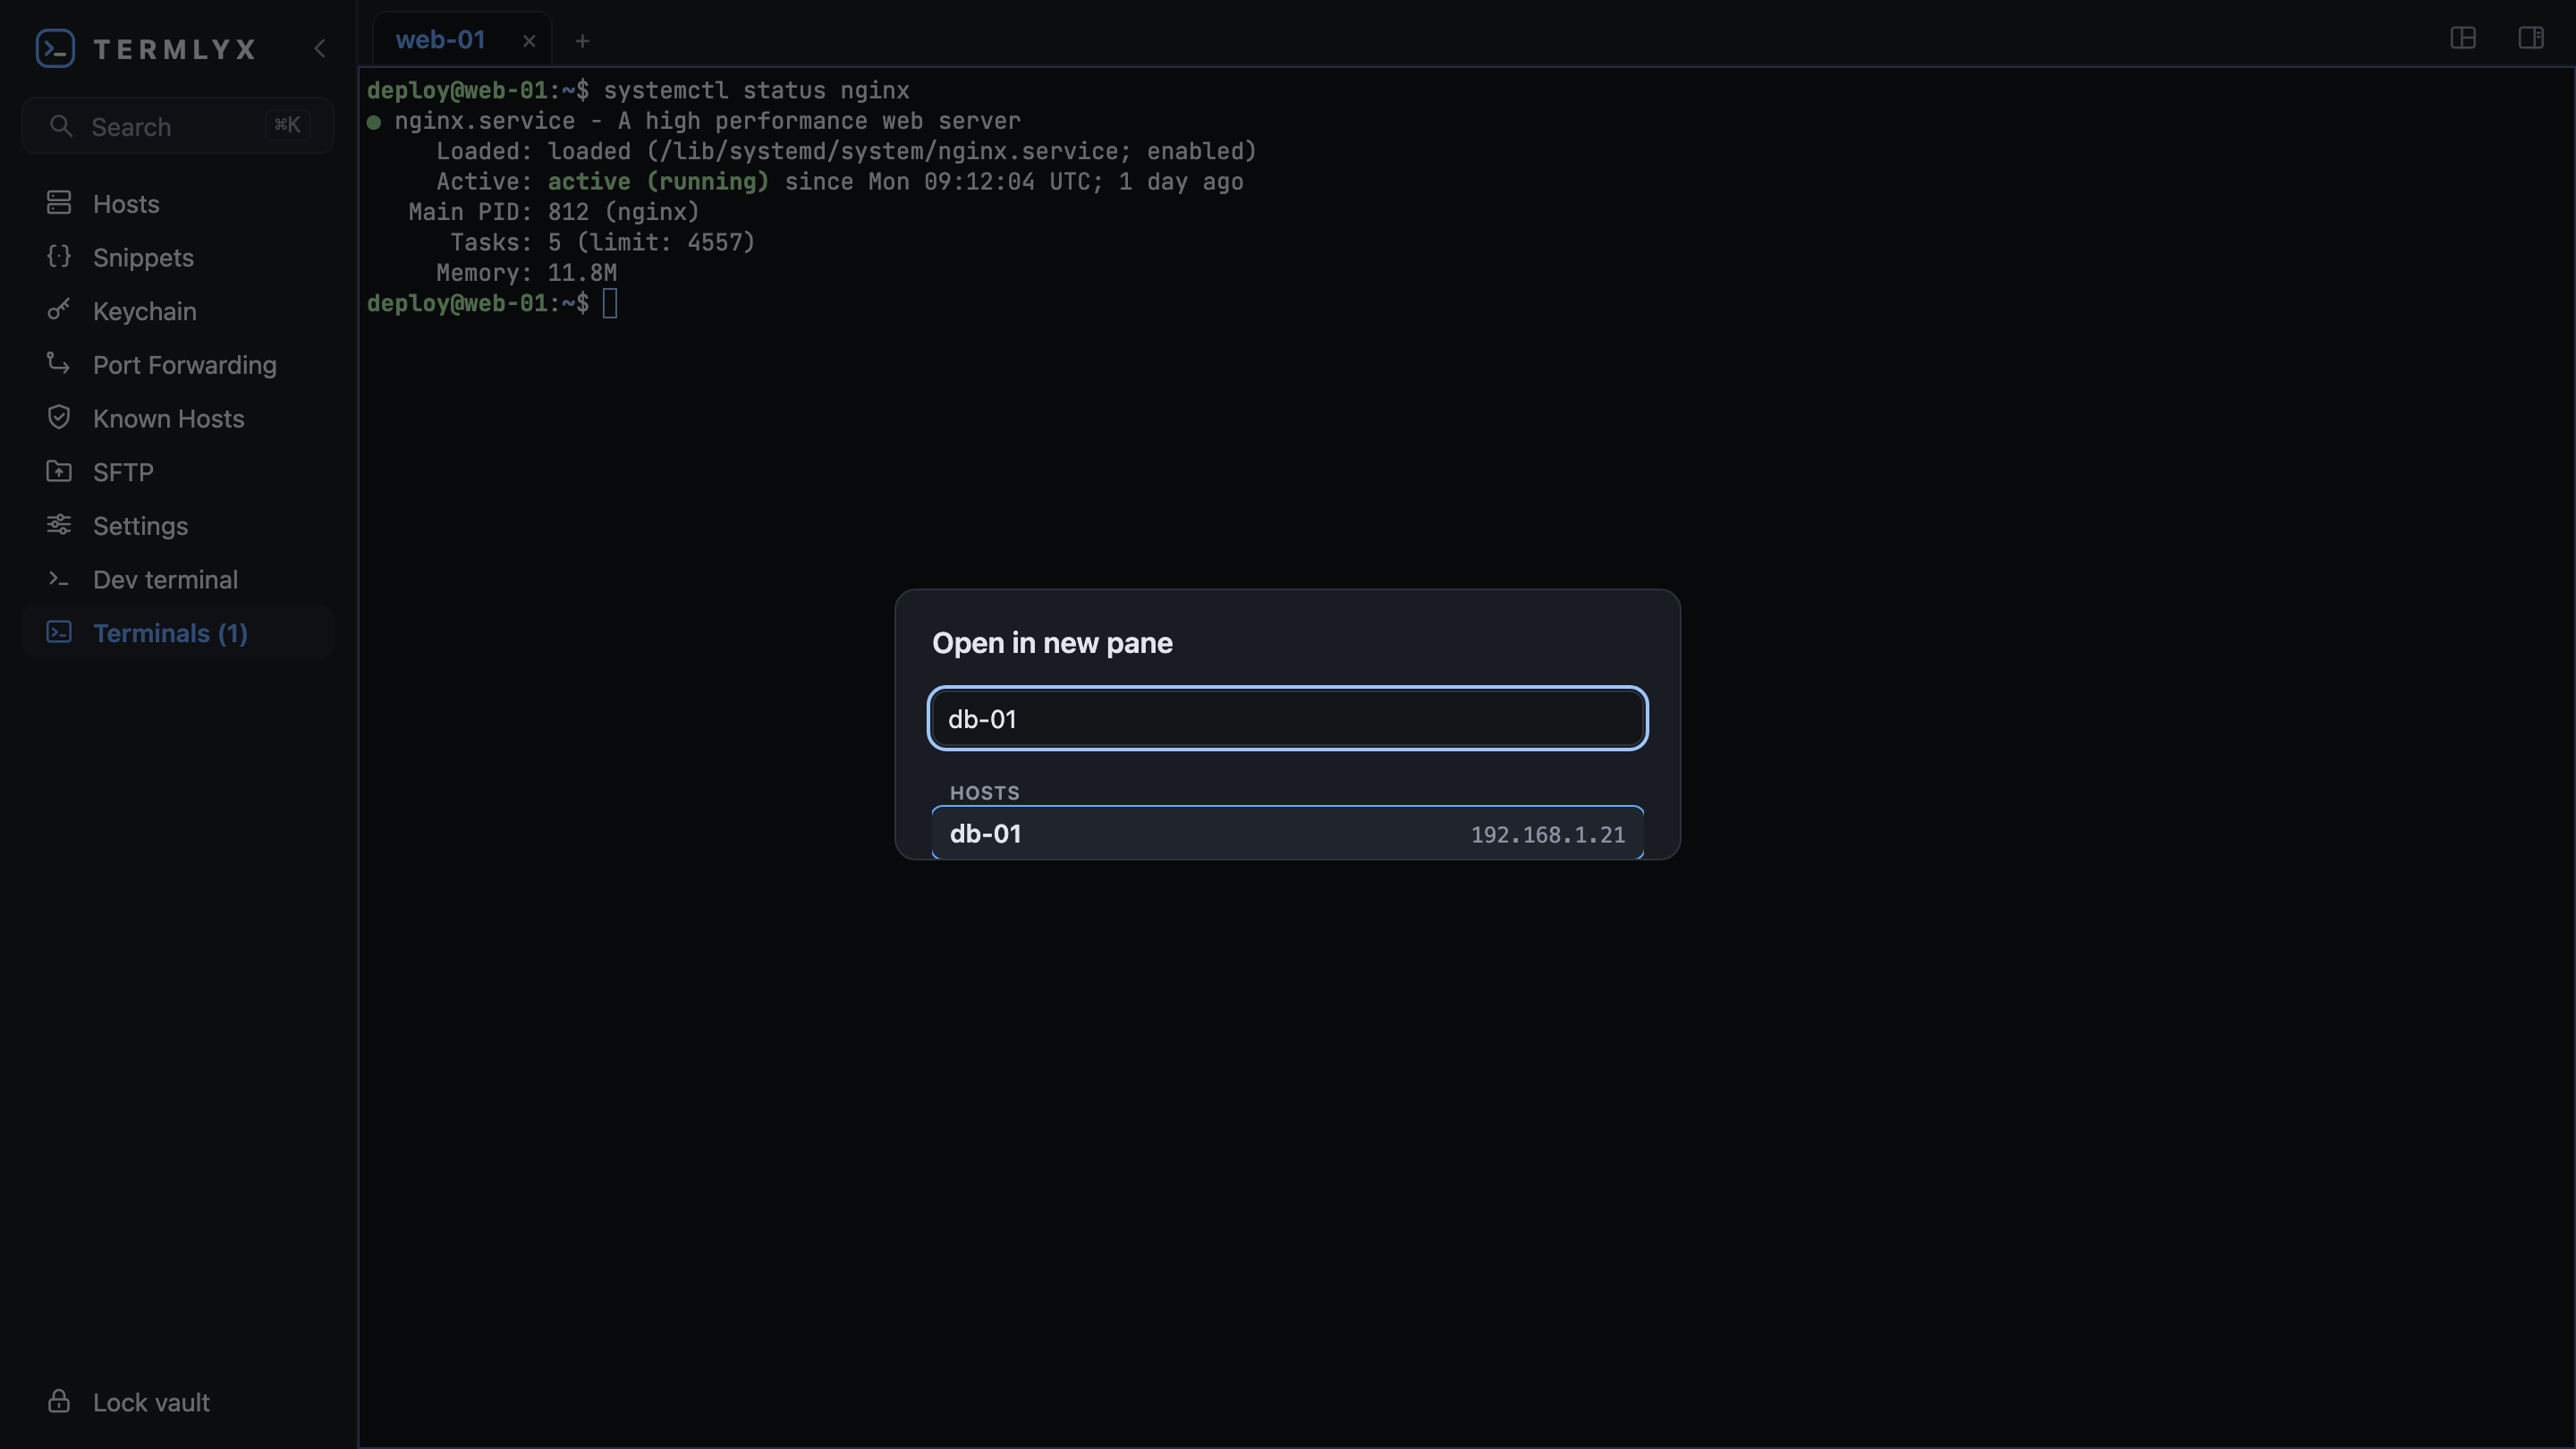 TERMLYX
Search ⌘K
Hosts
Snippets
Keychain
Port Forwarding
Known Hosts
SFTP
Settings
Dev terminal
Terminals (1)
Lock vault
web-01 × +
deploy@web-01:~$ systemctl status nginx
● nginx.service - A high performance web server
Loaded: loaded (/lib/systemd/system/nginx.service; enabled)
Active: active (running) since Mon 09:12:04 UTC; 1 day ago
Main PID: 812 (nginx)
Tasks: 5 (limit: 4557)
Memory: 11.8M
deploy@web-01:~$
Open in new pane
db-01
HOSTS
db-01 192.168.1.21